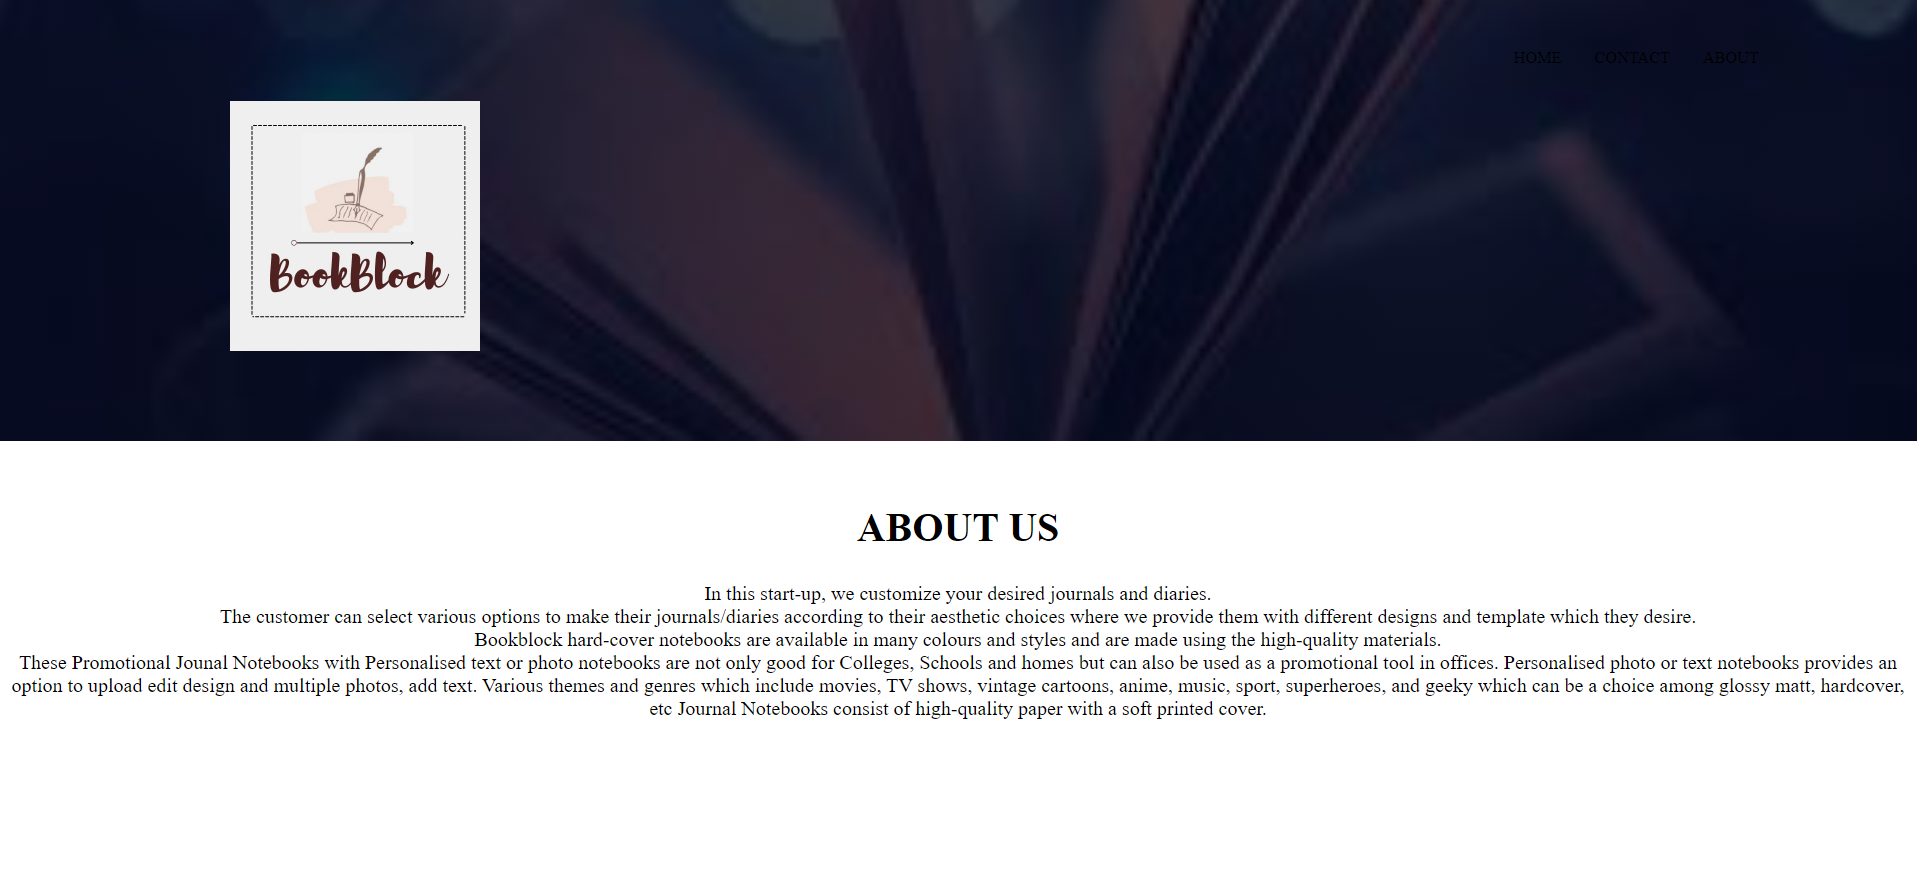 HOME CONTACT ABOUT
BookBlock
ABOUT US
In this start-up, we customize your desired journals and diaries.
The customer can select various options to make their journals/diaries according to their aesthetic choices where we provide them with different designs and template which they desire.
Bookblock hard-cover notebooks are available in many colours and styles and are made using the high-quality materials.
These Promotional Jounal Notebooks with Personalised text or photo notebooks are not only good for Colleges, Schools and homes but can also be used as a promotional tool in offices. Personalised photo or text notebooks provides an
option to upload edit design and multiple photos, add text. Various themes and genres which include movies, TV shows, vintage cartoons, anime, music, sport, superheroes, and geeky which can be a choice among glossy matt, hardcover,
etc Journal Notebooks consist of high-quality paper with a soft printed cover.